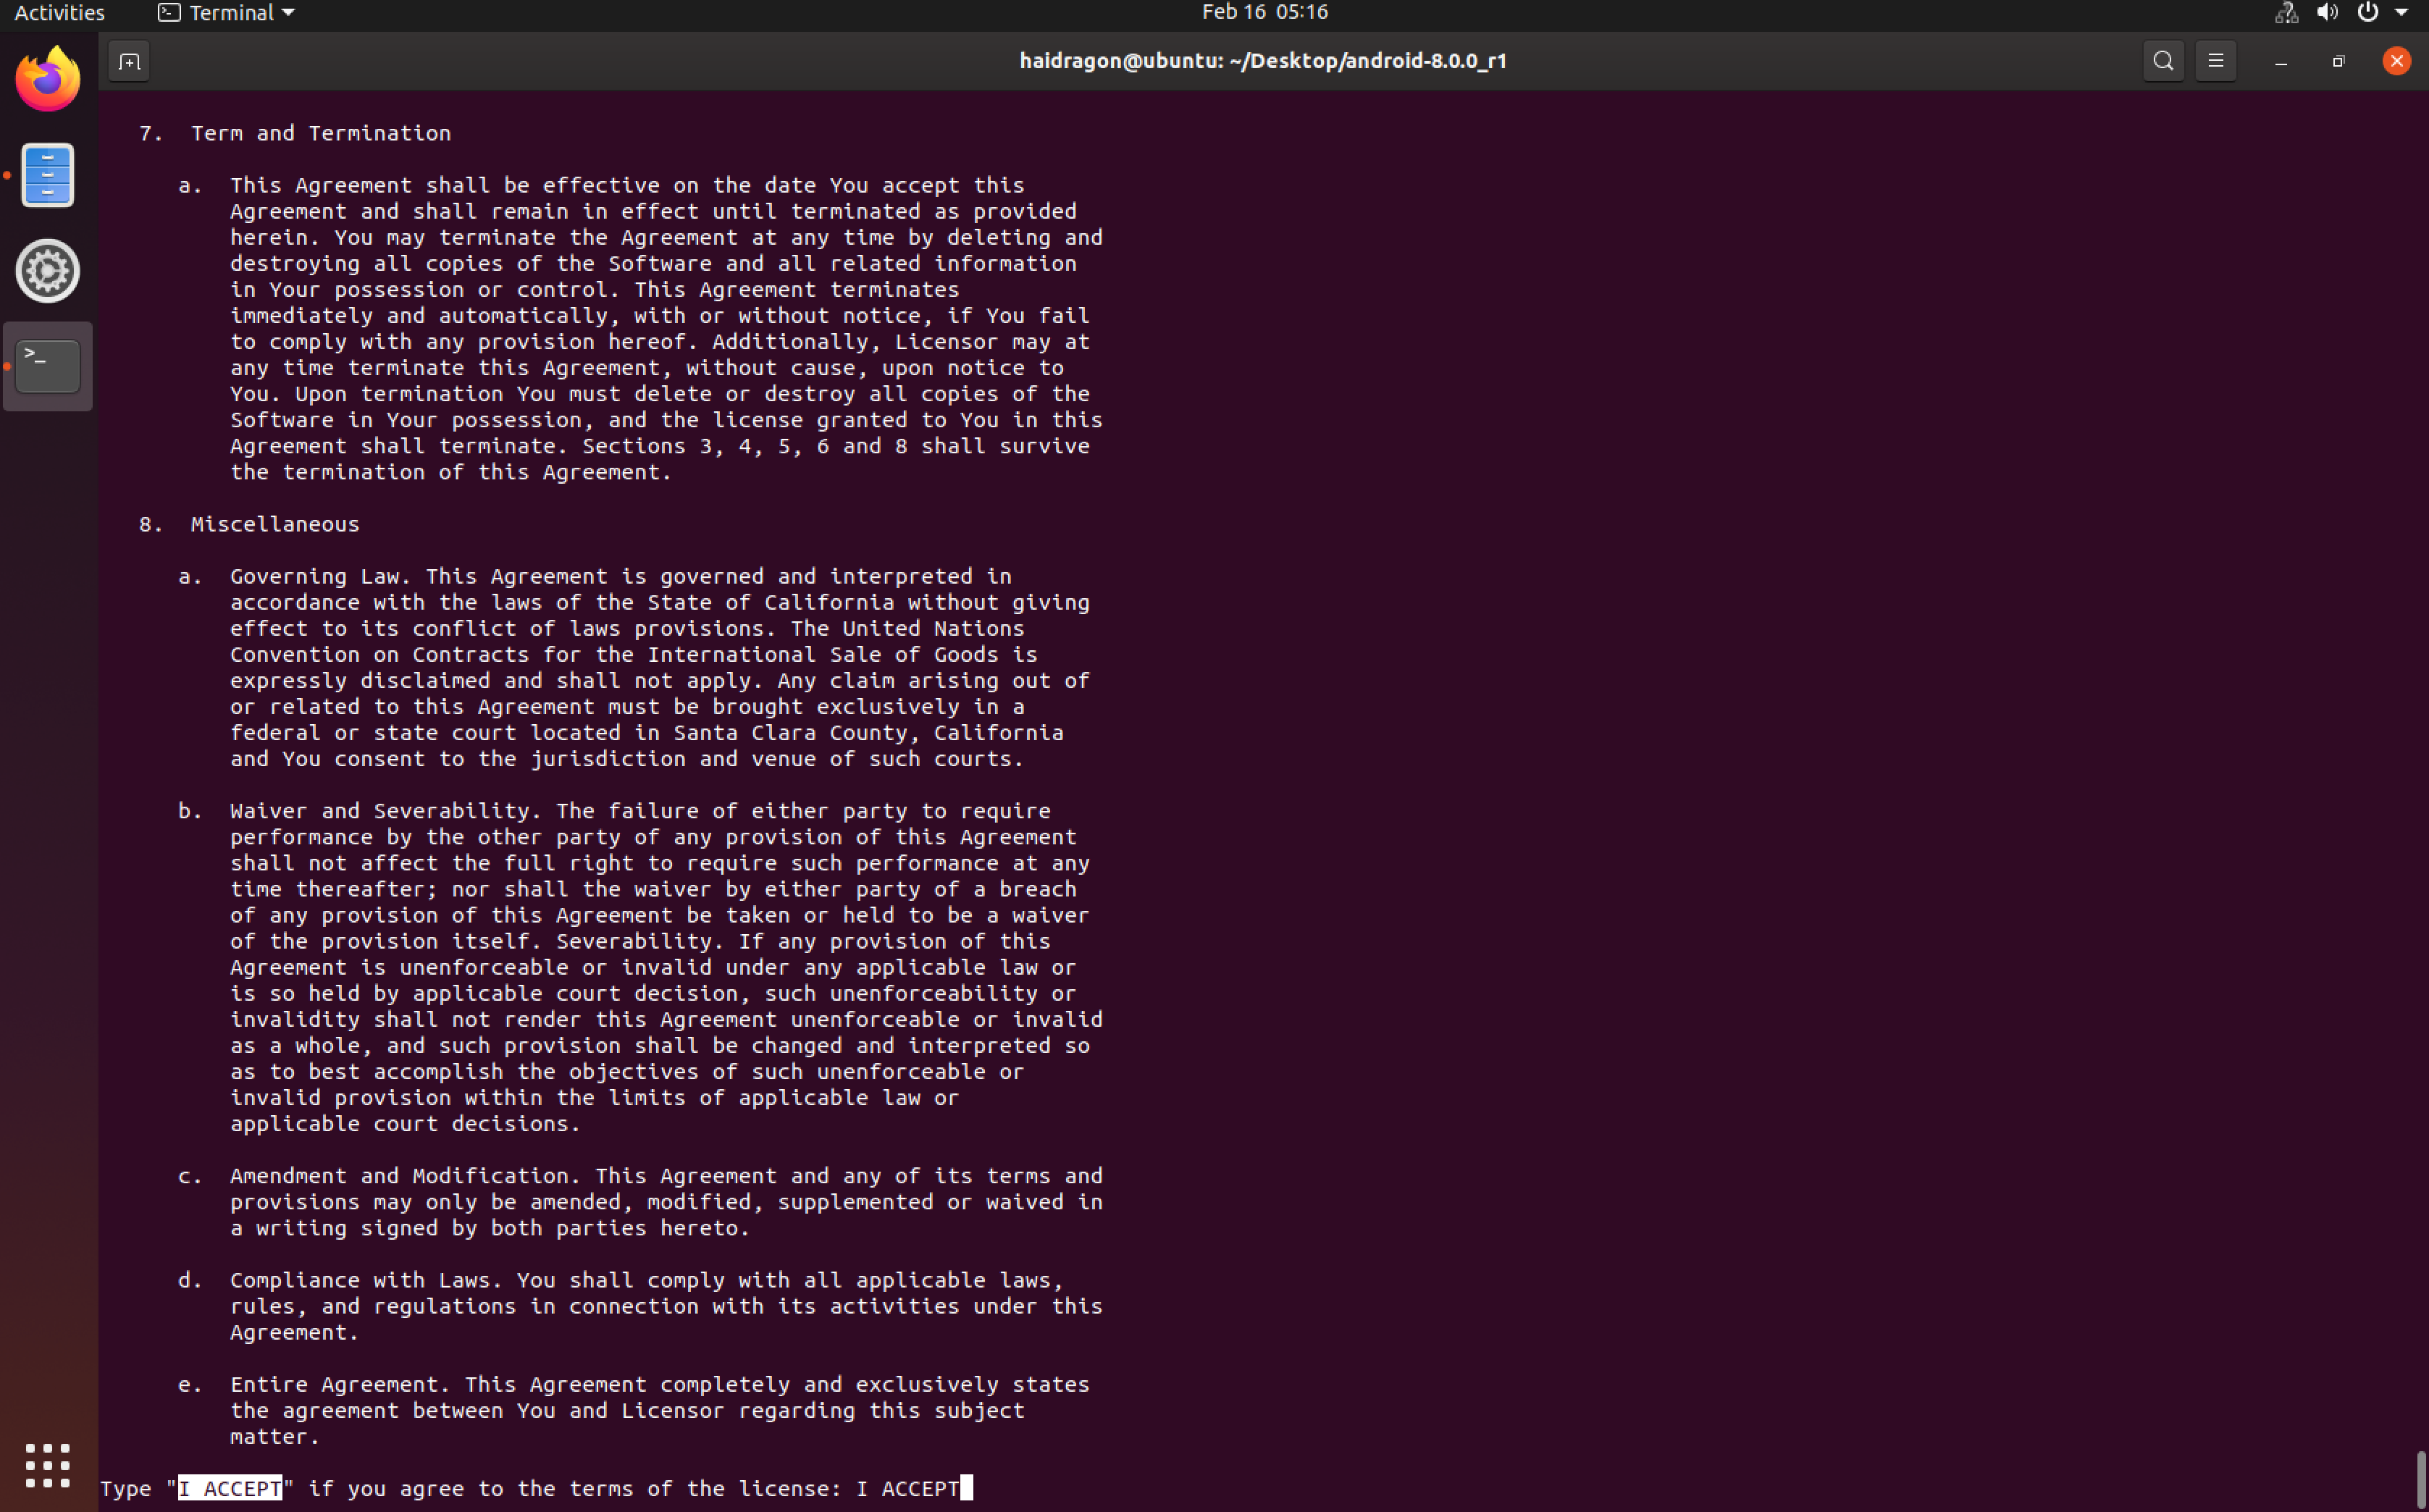 Activities
Terminal
Feb 16 05:16
haidragon@ubuntu: ~/Desktop/android-8.0.0_r1
7. Term and Termination
a. This Agreement shall be effective on the date You accept this
Agreement and shall remain in effect until terminated as provided
herein. You may terminate the Agreement at any time by deleting and
destroying all copies of the Software and all related information
in Your possession or control. This Agreement terminates
immediately and automatically, with or without notice, if You fail
to comply with any provision hereof. Additionally, Licensor may at
any time terminate this Agreement, without cause, upon notice to
You. Upon termination You must delete or destroy all copies of the
Software in Your possession, and the license granted to You in this
Agreement shall terminate. Sections 3, 4, 5, 6 and 8 shall survive
the termination of this Agreement.
8. Miscellaneous
a. Governing Law. This Agreement is governed and interpreted in
accordance with the laws of the State of California without giving
effect to its conflict of laws provisions. The United Nations
Convention on Contracts for the International Sale of Goods is
expressly disclaimed and shall not apply. Any claim arising out of
or related to this Agreement must be brought exclusively in a
federal or state court located in Santa Clara County, California
and You consent to the jurisdiction and venue of such courts.
b. Waiver and Severability. The failure of either party to require
performance by the other party of any provision of this Agreement
shall not affect the full right to require such performance at any
time thereafter; nor shall the waiver by either party of a breach
of any provision of this Agreement be taken or held to be a waiver
of the provision itself. Severability. If any provision of this
Agreement is unenforceable or invalid under any applicable law or
is so held by applicable court decision, such unenforceability or
invalidity shall not render this Agreement unenforceable or invalid
as a whole, and such provision shall be changed and interpreted so
as to best accomplish the objectives of such unenforceable or
invalid provision within the limits of applicable law or
applicable court decisions.
c. Amendment and Modification. This Agreement and any of its terms and
provisions may only be amended, modified, supplemented or waived in
a writing signed by both parties hereto.
d. Compliance with Laws. You shall comply with all applicable laws,
rules, and regulations in connection with its activities under this
Agreement.
e. Entire Agreement. This Agreement completely and exclusively states
the agreement between You and Licensor regarding this subject
matter.
Type "I ACCEPT" if you agree to the terms of the license: I ACCEPT